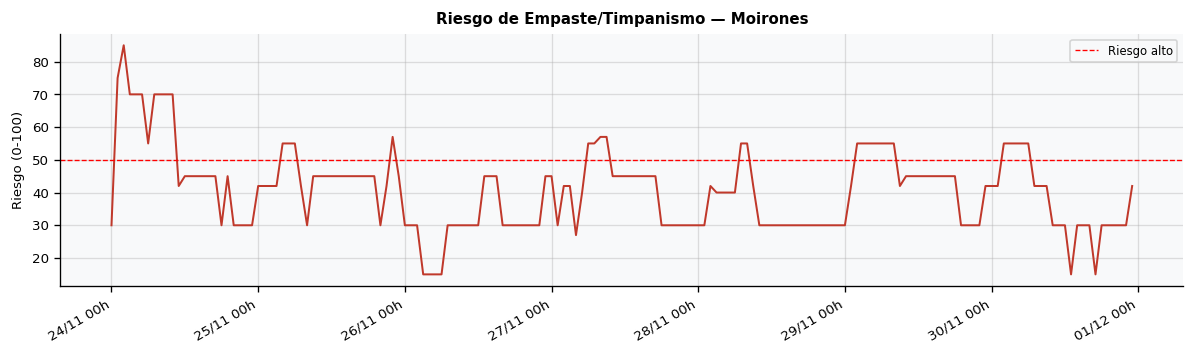 Riesgo de Empaste/Timpanismo — Moirones
Riesgo alto
Riesgo (0-100)
80
70
60
50
40
30
20
24/11 00h
25/11 00h
26/11 00h
27/11 00h
28/11 00h
29/11 00h
30/11 00h
01/12 00h